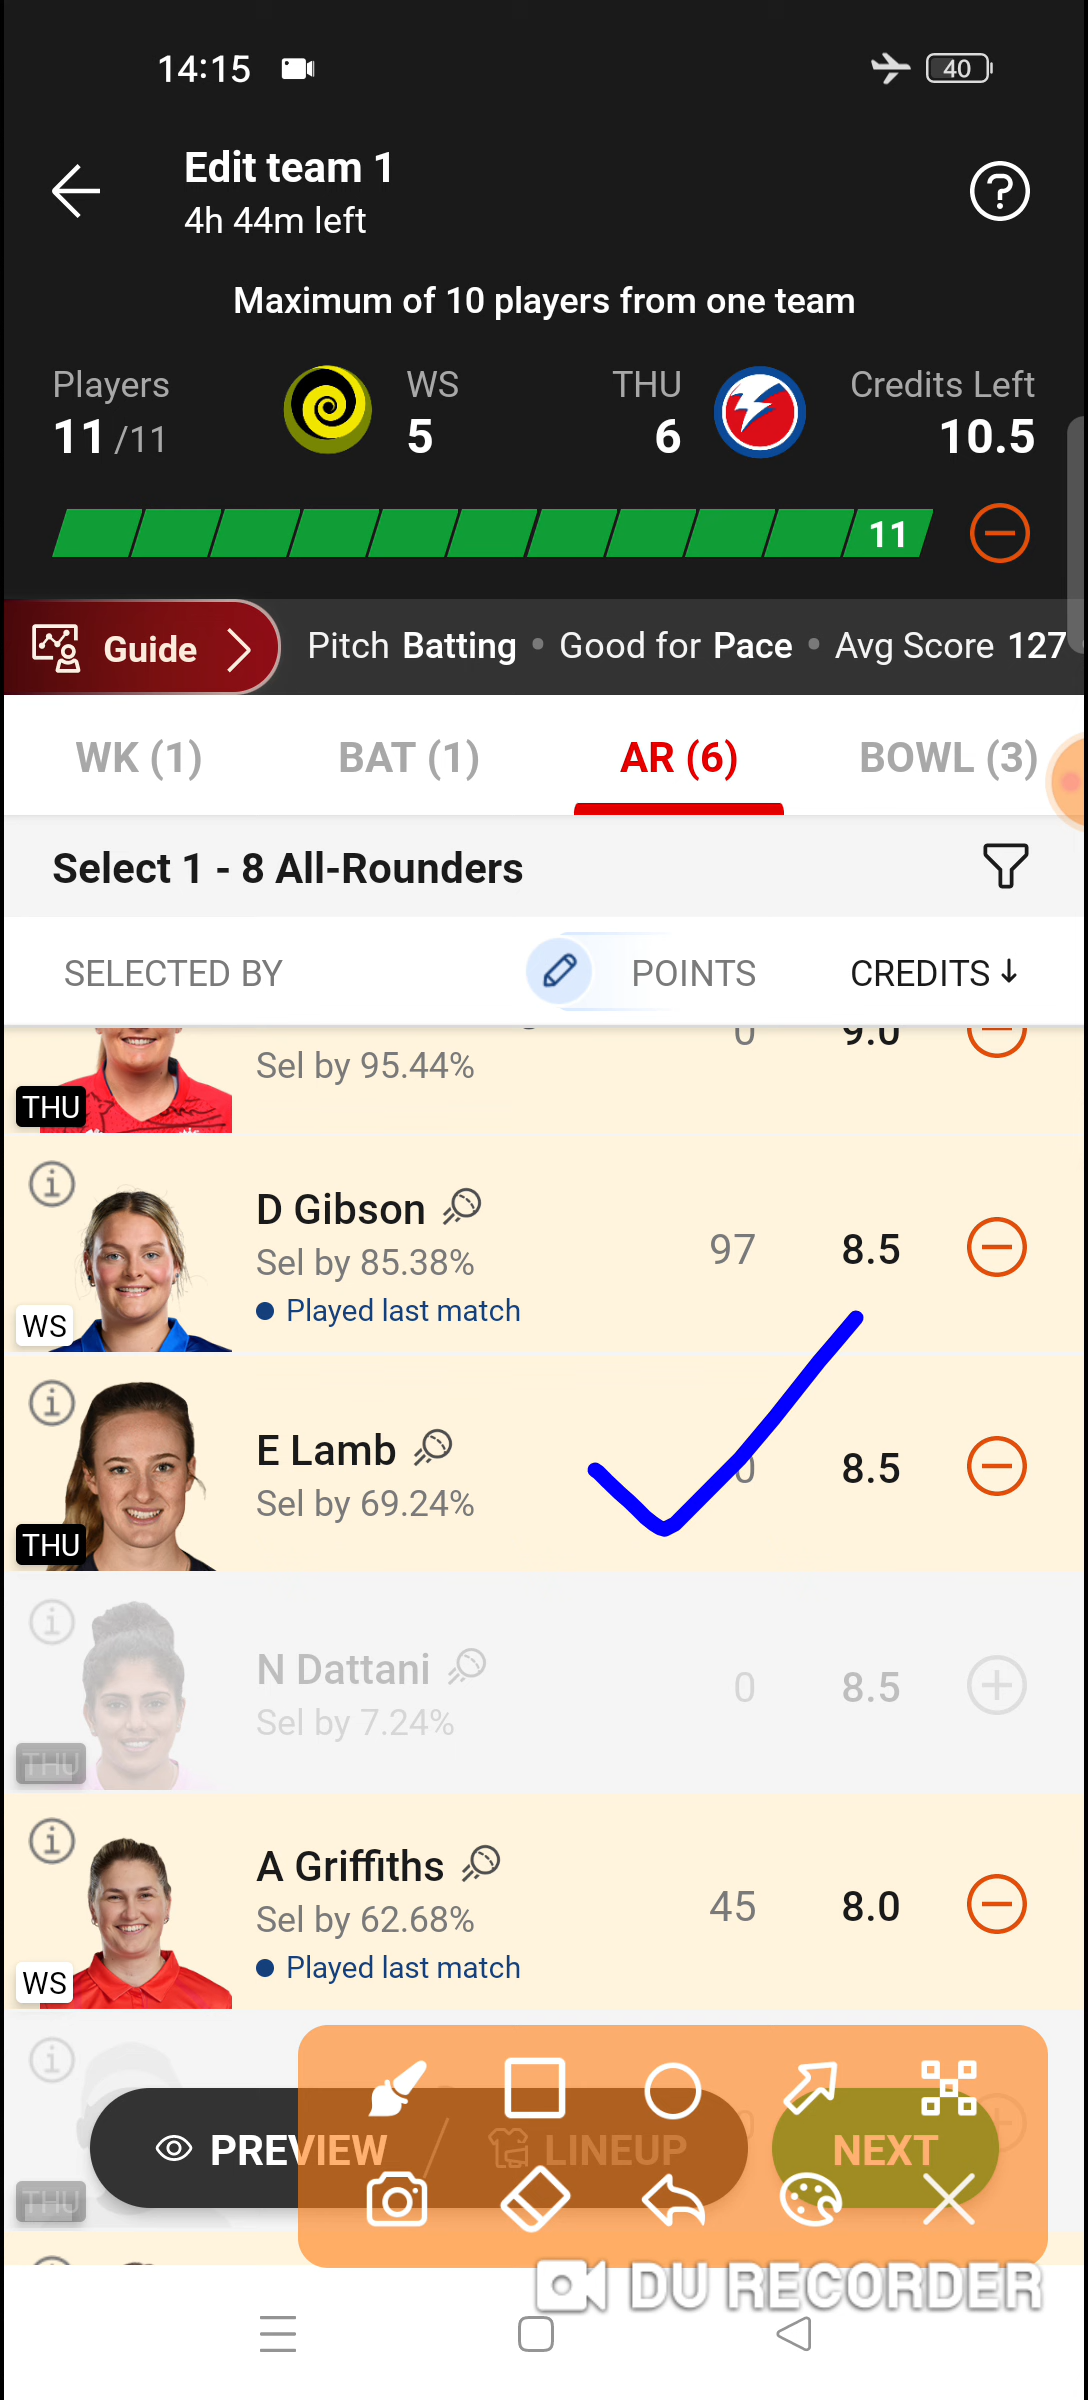 14:15
40
Edit team 1
4h 44m left
Maximum of 10 players from one team
Players WS THU Credits Left
11/11 5 6 10.5
11
Guide Pitch Batting • Good for Pace • Avg Score 127
WK (1) BAT (1) AR (6) BOWL (3)
Select 1 - 8 All-Rounders
SELECTED BY POINTS CREDITS ↓
0 9.0
Sel by 95.44%
THU
D Gibson
97 8.5
Sel by 85.38%
Played last match
WS
E Lamb
0 8.5
Sel by 69.24%
THU
N Dattani
0 8.5
Sel by 7.24%
THU
A Griffiths
45 8.0
Sel by 62.68%
Played last match
WS
PREVIEW LINEUP NEXT
THU
DU RECORDER